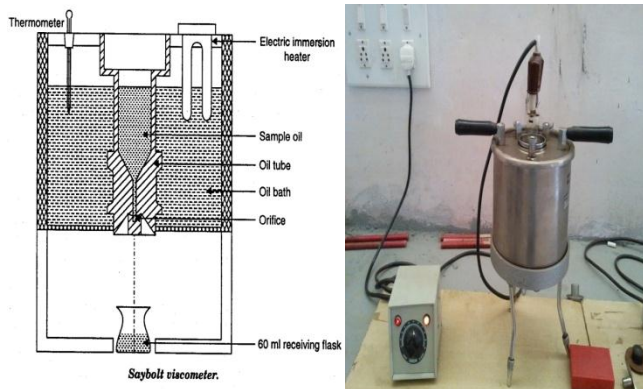 Thermometer
Electric immersion
heater
Sample oil
Oil tube
Oil bath
Orifice
60 ml receiving flask
Saybolt viscometer.